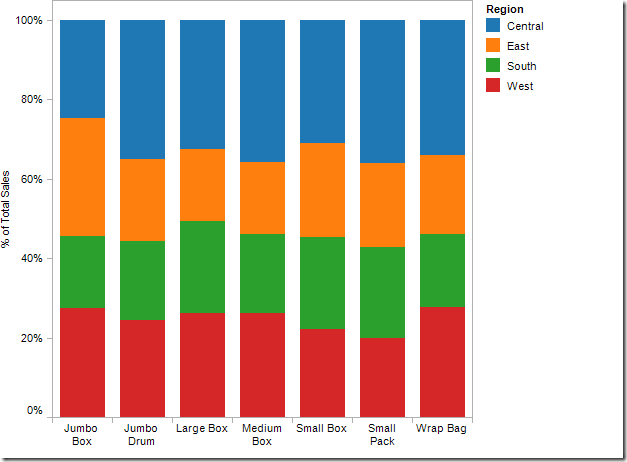 Region
Central
East
South
West
% of Total Sales
100%
80%
60%
40%
20%
0%
Jumbo
Box
Jumbo
Drum
Large Box
Medium
Box
Small Box
Small
Pack
Wrap Bag